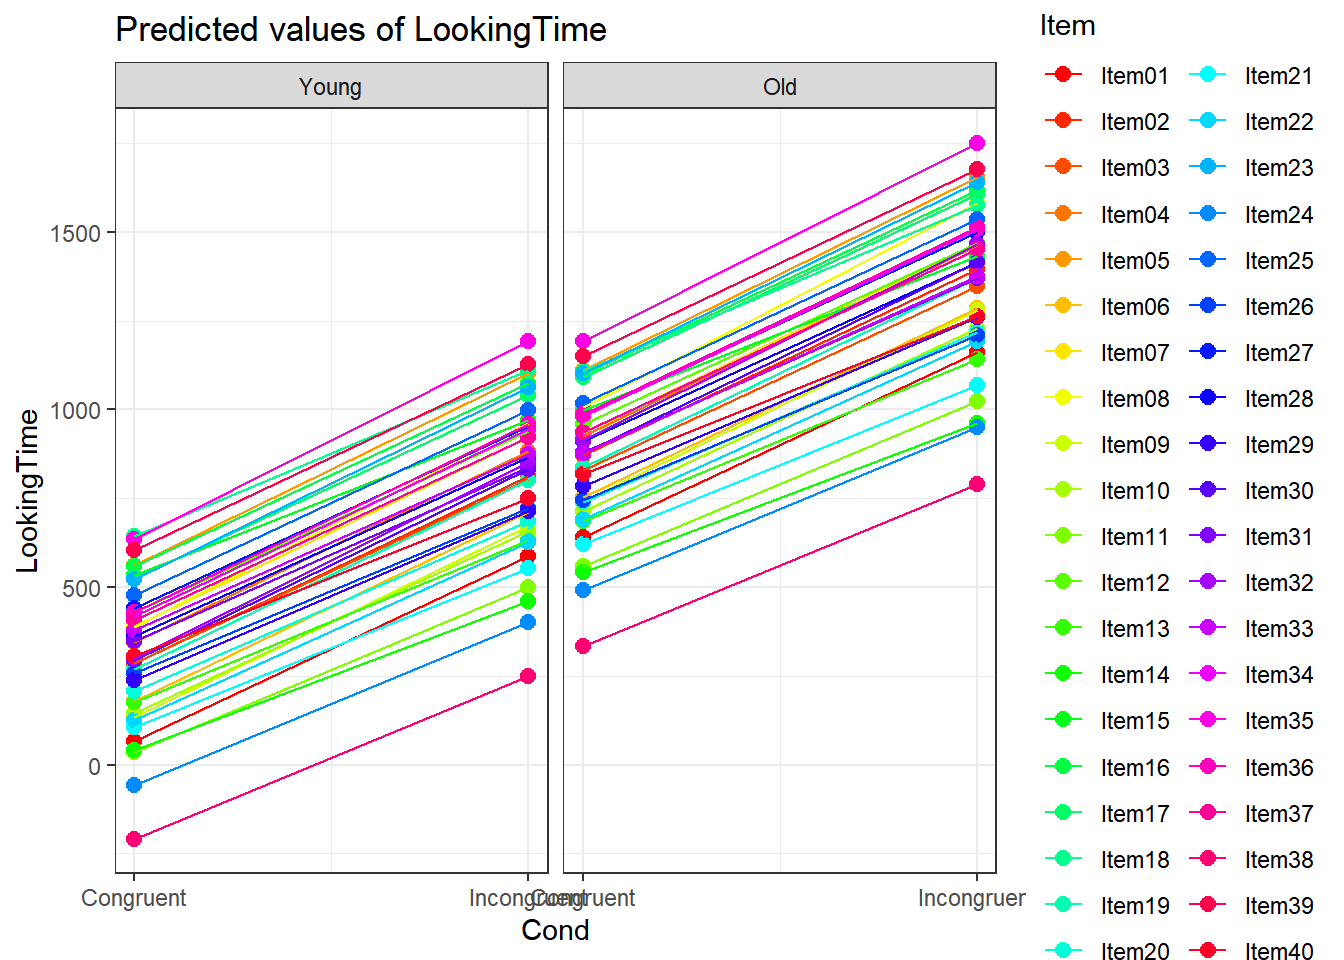 Predicted values of LookingTime
Young
Old
LookingTime
1500
1000
500
0
Congruent
Incongruent
Congruent
Incongruer
Cond
Item
Item01
Item02
Item03
Item04
Item05
Item06
Item07
Item08
Item09
Item10
Item11
Item12
Item13
Item14
Item15
Item16
Item17
Item18
Item19
Item20
Item21
Item22
Item23
Item24
Item25
Item26
Item27
Item28
Item29
Item30
Item31
Item32
Item33
Item34
Item35
Item36
Item37
Item38
Item39
Item40